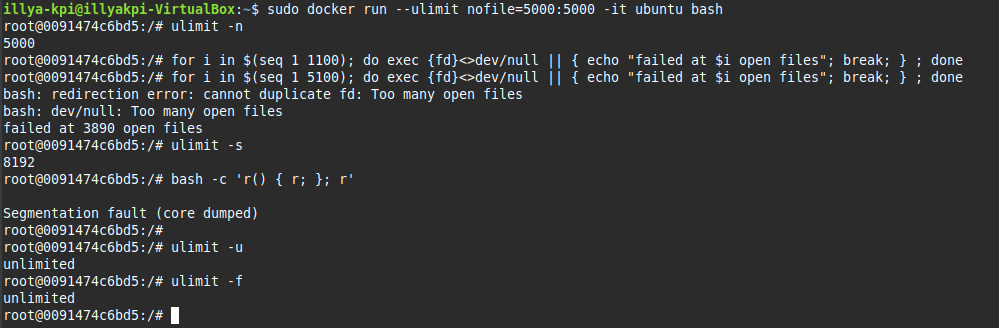 illya-kpi@illyakpi-VirtualBox:~$ sudo docker run --ulimit nofile=5000:5000 -it ubuntu bash
root@0091474c6bd5:/# ulimit -n
5000
root@0091474c6bd5:/# for i in $(seq 1 1100); do exec {fd}<>dev/null || { echo "failed at $i open files"; break; } ; done
root@0091474c6bd5:/# for i in $(seq 1 5100); do exec {fd}<>dev/null || { echo "failed at $i open files"; break; } ; done
bash: redirection error: cannot duplicate fd: Too many open files
bash: dev/null: Too many open files
failed at 3890 open files
root@0091474c6bd5:/# ulimit -s
8192
root@0091474c6bd5:/# bash -c 'r() { r; }; r'
Segmentation fault (core dumped)
root@0091474c6bd5:/#
root@0091474c6bd5:/# ulimit -u
unlimited
root@0091474c6bd5:/# ulimit -f
unlimited
root@0091474c6bd5:/#